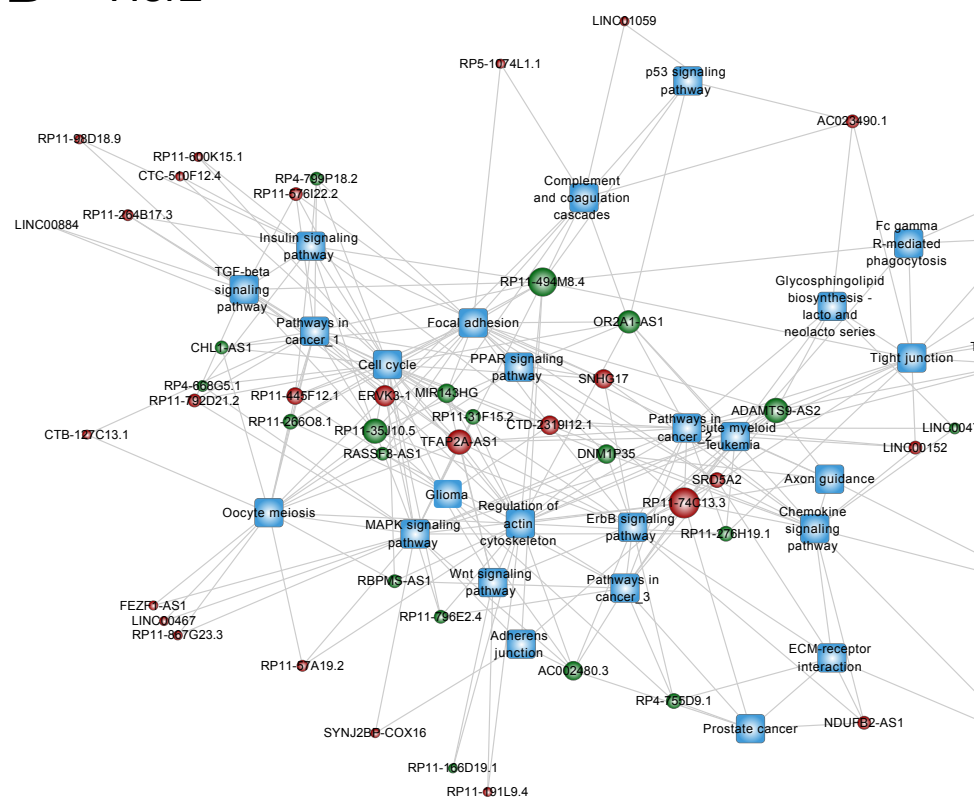 LINC01059
RP5-1074L1.1
p53 signaling
pathway
AC023490.1
RP11-98D18.9
RP11-600K15.1
CTC-510F12.4
RP4-799P18.2
RP11-576I22.2
Complement
and coagulation
cascades
RP11-264B17.3
LINC00884
Insulin signaling
pathway
Fc gamma
R-mediated
phagocytosis
TGF-beta
signaling
pathway
RP11-494M8.4
Glycosphingolipid
biosynthesis -
lacto and
neolacto series
Pathways in
cancer_1
Focal adhesion
OR2A1-AS1
CHL1-AS1
Cell cycle
PPAR signaling
pathway
Tight junction
RP4-668G5.1
RP11-792D21.2
RP11-445F12.1
ERVK3-1
MIR143HG
SNHG17
ADAMTS9-AS2
RP11-266O8.1
RP11-35J10.5
RP11-31F15.2
CTD-2319I12.1
Pathways in
cancer_2
cute myeloid
leukemia
LINC0047
CTB-127C13.1
TFAP2A-AS1
RASSF8-AS1
DNM1P35
LINC00152
SRD5A2
Axon guidance
Glioma
RP11-74C13.3
Oocyte meiosis
MAPK signaling
pathway
Regulation of
actin
cytoskeleton
ErbB signaling
pathway
RP11-276H19.1
Chemokine
signaling
pathway
RBPMS-AS1
Wnt signaling
pathway
Pathways in
cancer_3
FEZF1-AS1
LINC00467
RP11-867G23.3
RP11-796E2.4
Adherens
junction
RP11-57A19.2
AC002480.3
ECM-receptor
interaction
RP4-755D9.1
SYNJ2BP-COX16
Prostate cancer
NDUFB2-AS1
RP11-166D19.1
RP11-191L9.4